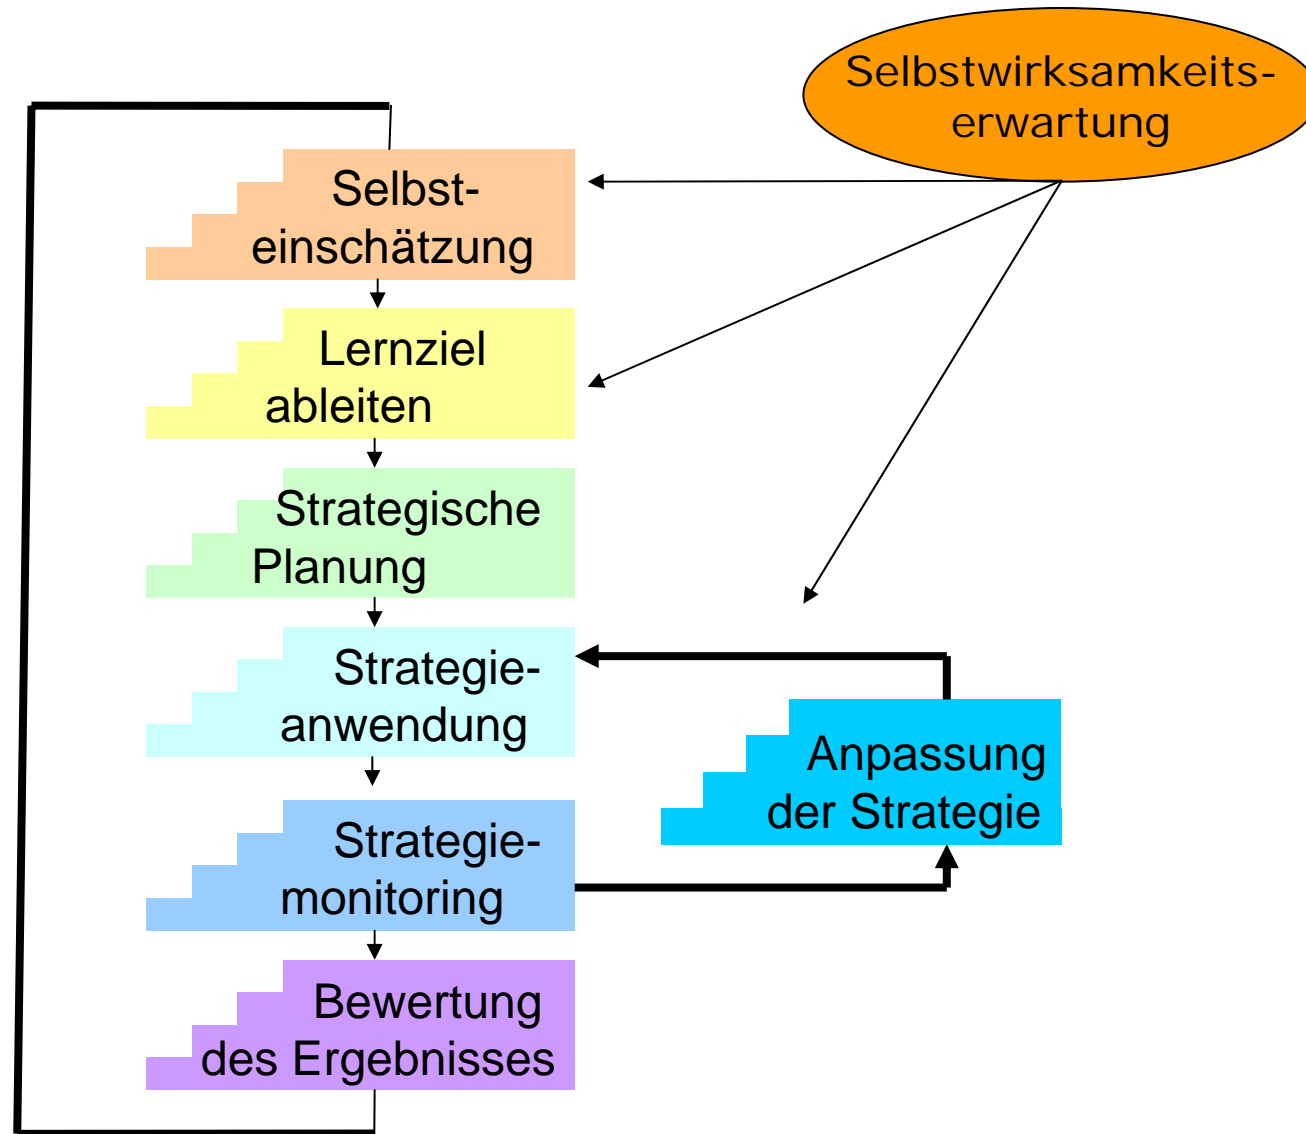 Selbstwirksamkeits-
erwartung
Selbst-
einschätzung
Lernziel
ableiten
Strategische
Planung
Strategie-
anwendung
Anpassung
der Strategie
Strategie-
monitoring
Bewertung
des Ergebnisses